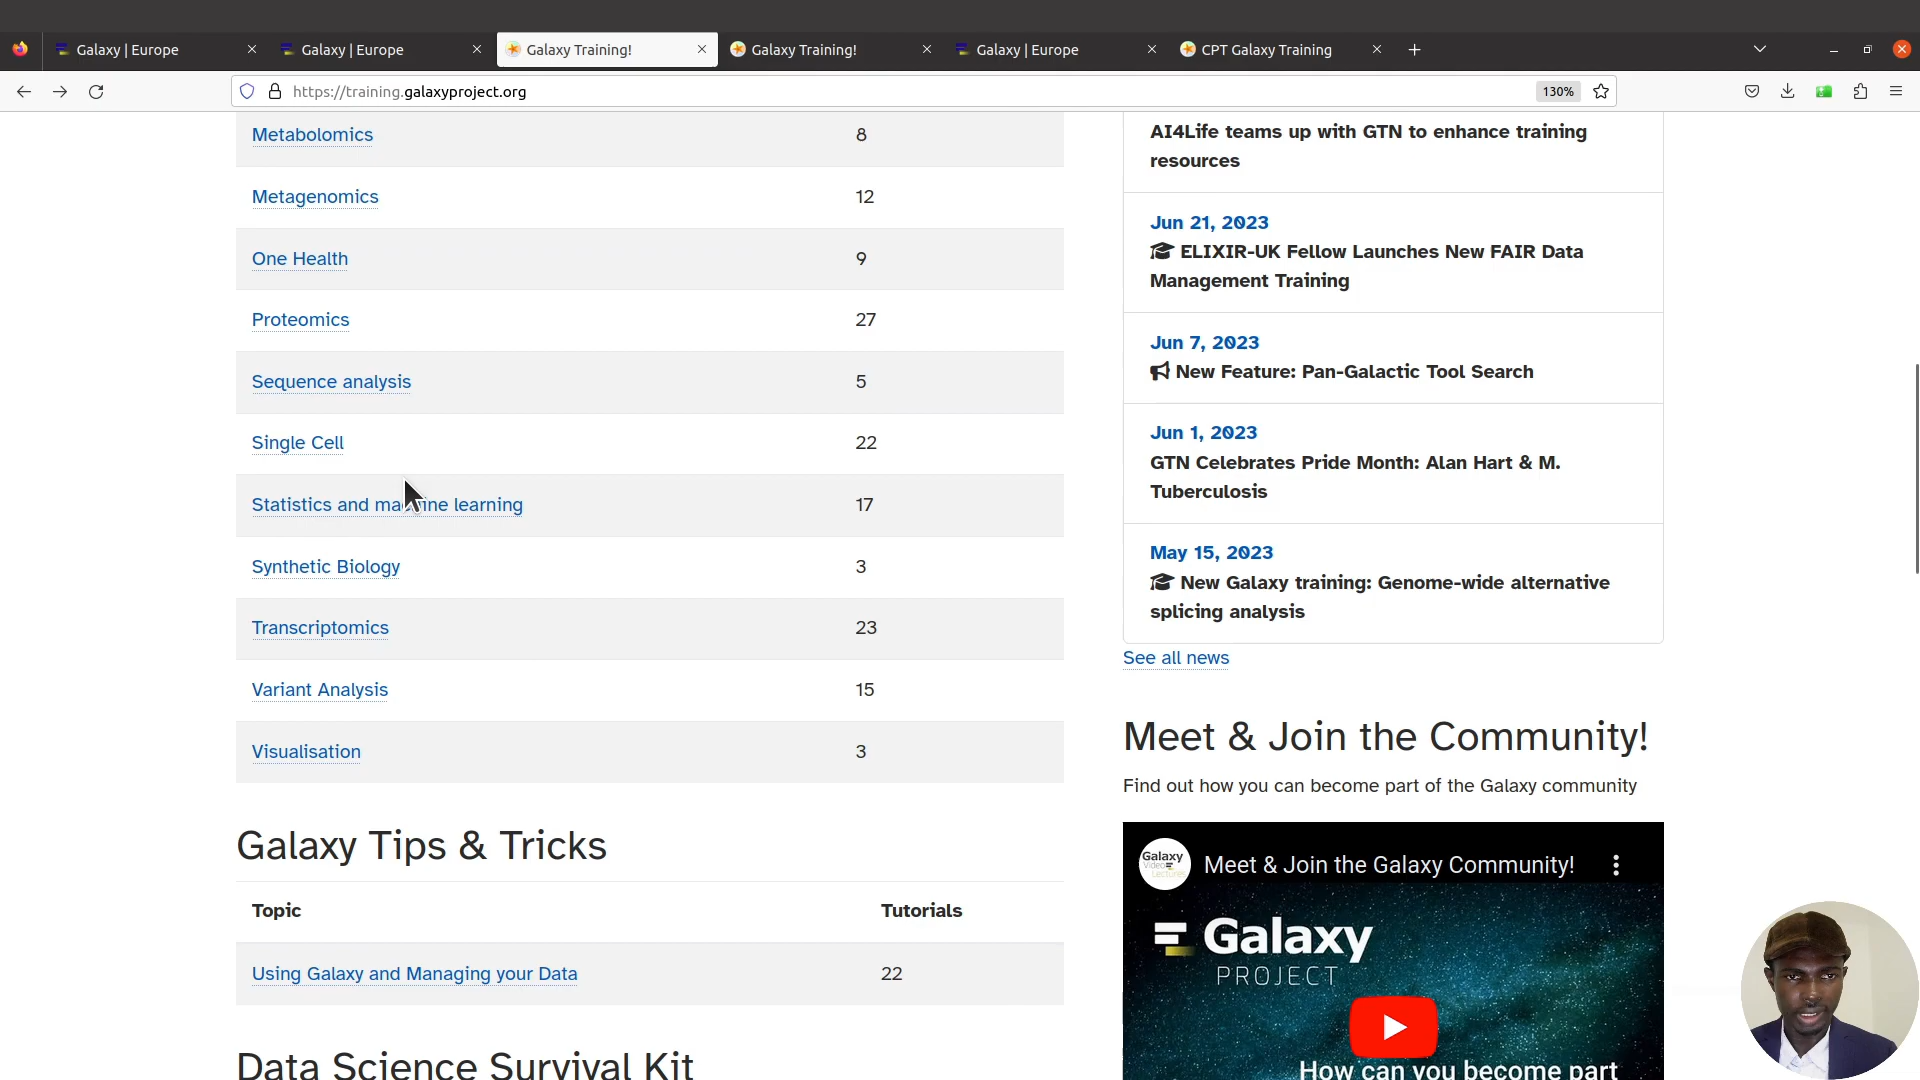 Galaxy | Europe
Galaxy | Europe
Galaxy Training!
Galaxy Training!
Galaxy | Europe
CPT Galaxy Training
https://training.galaxyproject.org
130%
Metabolomics 8
Metagenomics 12
One Health 9
Proteomics 27
Sequence analysis 5
Single Cell 22
Statistics and machine learning 17
Synthetic Biology 3
Transcriptomics 23
Variant Analysis 15
Visualisation 3
Galaxy Tips & Tricks
Topic Tutorials
Using Galaxy and Managing your Data 22
Data Science Survival Kit
AI4Life teams up with GTN to enhance training
resources
Jun 21, 2023
ELIXIR-UK Fellow Launches New FAIR Data
Management Training
Jun 7, 2023
New Feature: Pan-Galactic Tool Search
Jun 1, 2023
GTN Celebrates Pride Month: Alan Hart & M.
Tuberculosis
May 15, 2023
New Galaxy training: Genome-wide alternative
splicing analysis
See all news
Meet & Join the Community!
Find out how you can become part of the Galaxy community
Galaxy
Video
Lectures
Meet & Join the Galaxy Community!
Galaxy
PROJECT
How can you become part